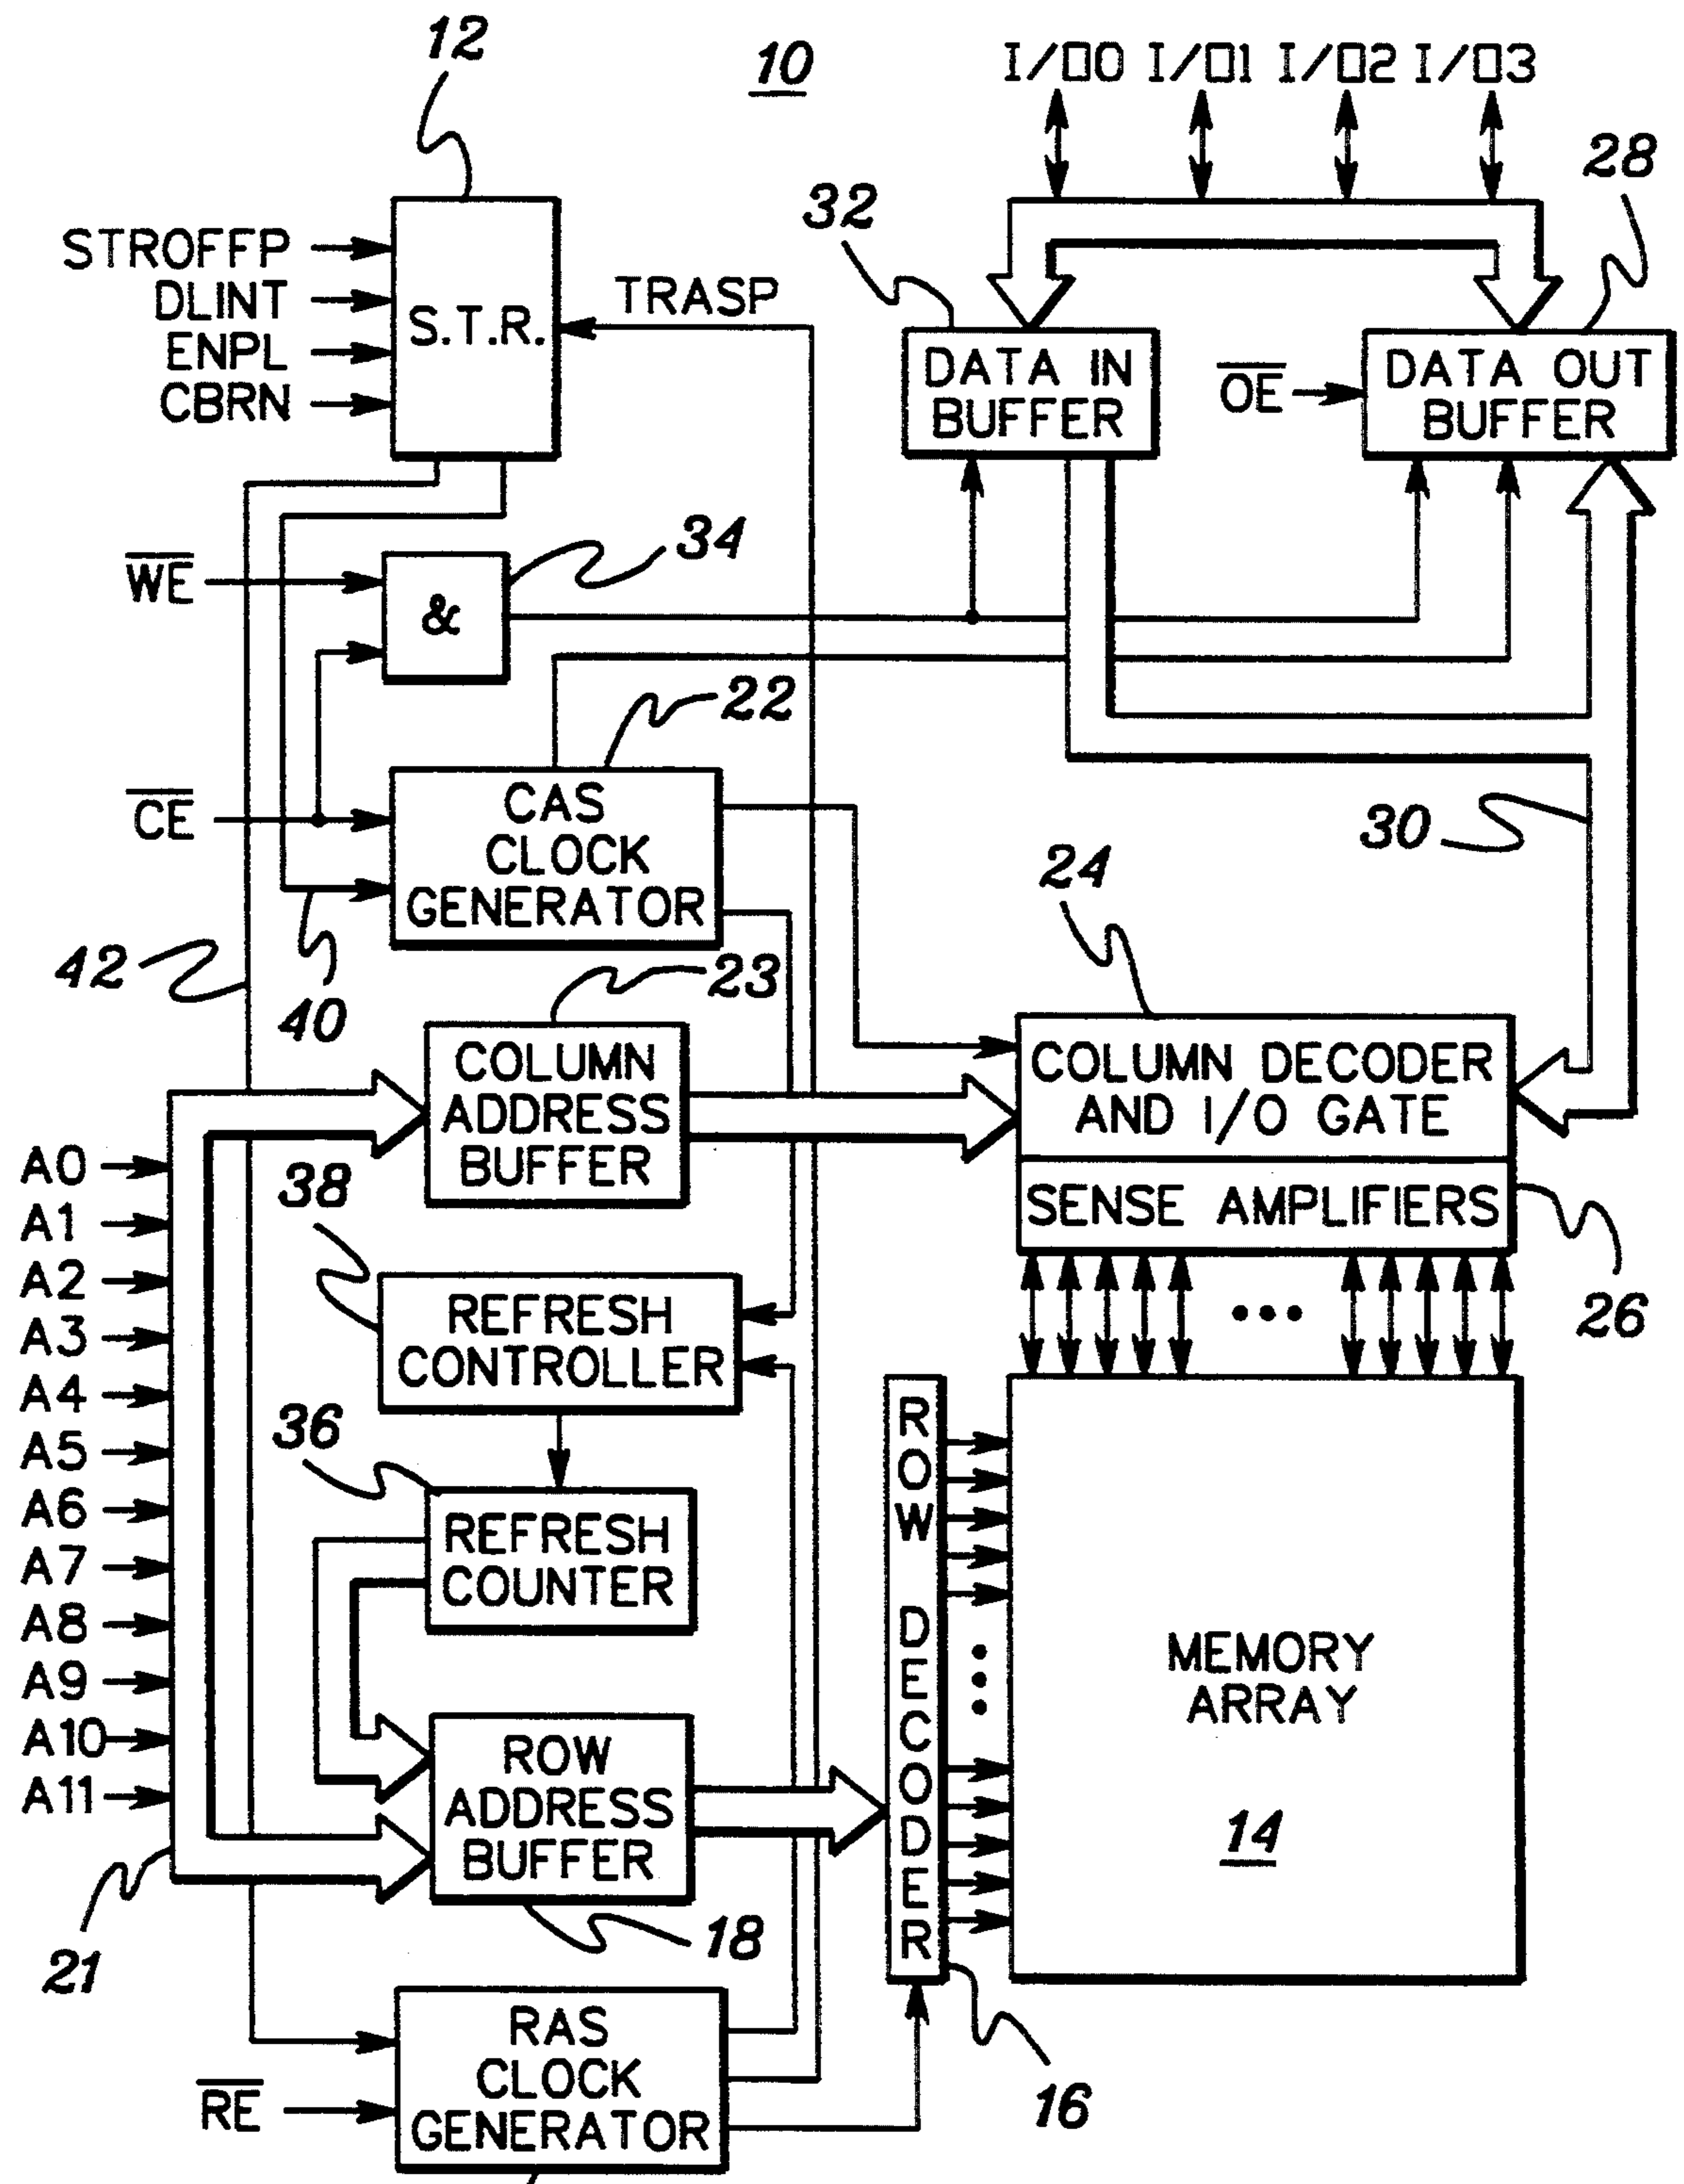 12
10
I/O0 I/O1 I/O2 I/O3
28
32
STROFFP
DLINT
ENPL
CBRN
S.T.R.
TRASP
DATA IN
BUFFER
OE
DATA OUT
BUFFER
34
WE
&
22
CE
CAS
CLOCK
GENERATOR
30
24
42
40
23
COLUMN
ADDRESS
BUFFER
COLUMN DECODER
AND I/O GATE
SENSE AMPLIFIERS
26
A0
A1
A2
A3
A4
A5
A6
A7
A8
A9
A10
A11
21
38
REFRESH
CONTROLLER
36
REFRESH
COUNTER
ROW
ADDRESS
BUFFER
18
ROW DECODER
16
MEMORY
ARRAY
14
RAS
CLOCK
GENERATOR
RE